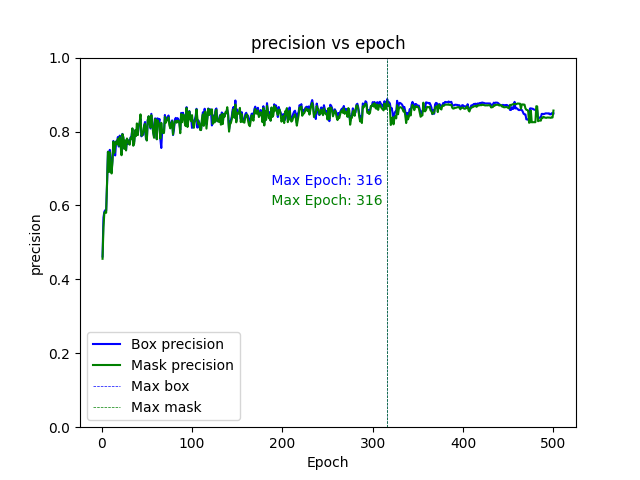 precision vs epoch
1.0
0.8
0.6
0.4
0.2
0.0
precision
Max Epoch: 316
Max Epoch: 316
Box precision
Mask precision
Max box
Max mask
0 100 200 300 400 500
Epoch